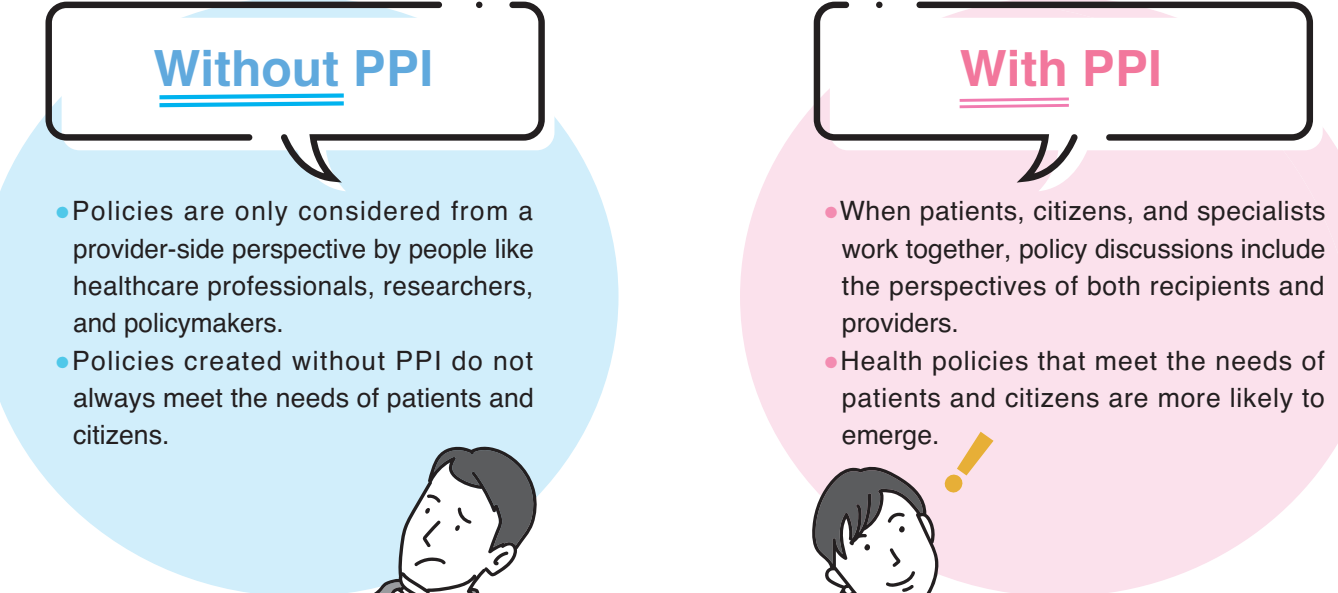 Without PPI
●Policies are only considered from a
provider-side perspective by people like
healthcare professionals, researchers,
and policymakers.
●Policies created without PPI do not
always meet the needs of patients and
citizens.
With PPI
●When patients, citizens, and specialists
work together, policy discussions include
the perspectives of both recipients and
providers.
●Health policies that meet the needs of
patients and citizens are more likely to
emerge.
!